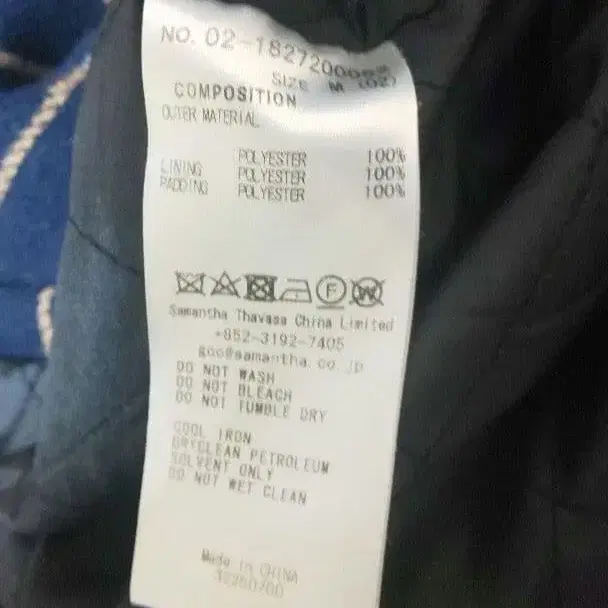 NO. 02-182720
SIZE M (02)
COMPOSITION
OUTER MATERIAL
POLYESTER 100%
LINING POLYESTER 100%
PADDING POLYESTER 100%
Samantha Thavasa China Limited
+852-3192-7405
goo@samantha.co.jp
DO NOT WASH
DO NOT BLEACH
DO NOT TUMBLE DRY
COOL IRON
DRYCLEAN PETROLEUM
SOLVENT ONLY
DO NOT WET CLEAN
Made in CHINA